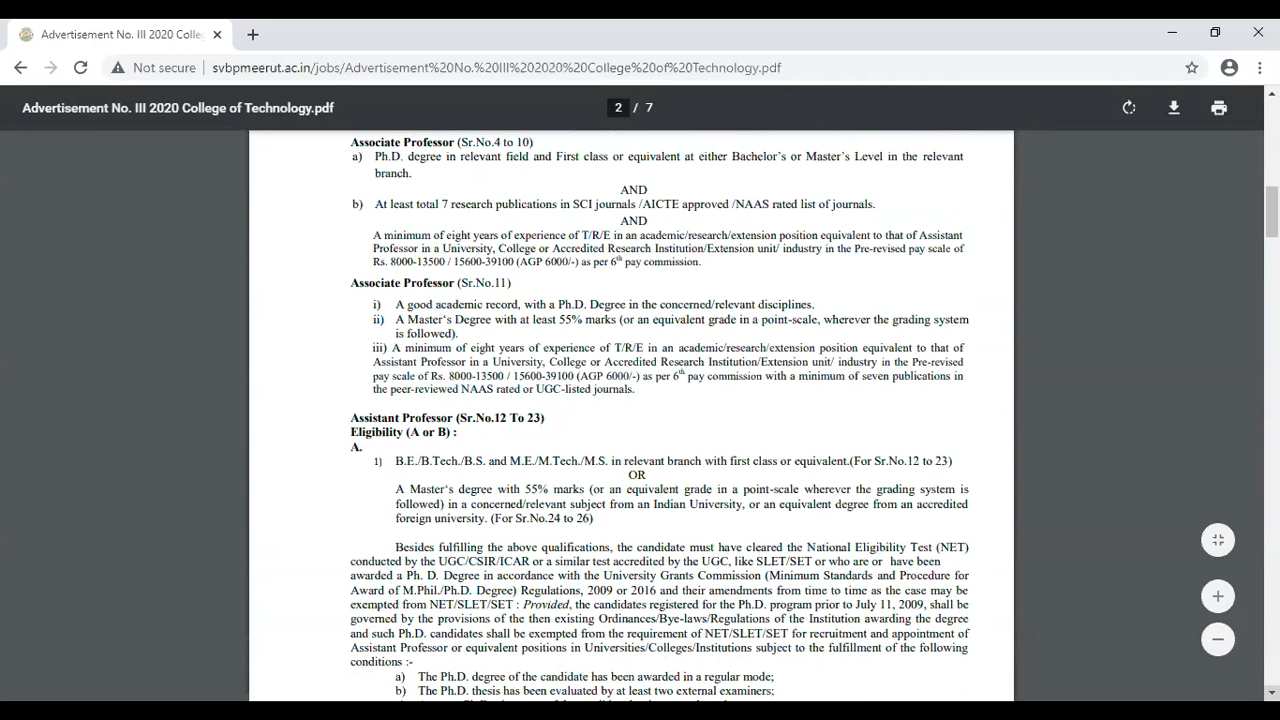 Advertisement No. III 2020 Colle
Not secure
svbpmeerut.ac.in/jobs/Advertisement%20No.%20III%202020%20College%20of%20Technology.pdf
Advertisement No. III 2020 College of Technology.pdf
2 / 7
Associate Professor (Sr.No.4 to 10)
a) Ph.D. degree in relevant field and First class or equivalent at either Bachelor's or Master's Level in the relevant
branch.
AND
b) At least total 7 research publications in SCI journals /AICTE approved /NAAS rated list of journals.
AND
A minimum of eight years of experience of T/R/E in an academic/research/extension position equivalent to that of Assistant
Professor in a University, College or Accredited Research Institution/Extension unit/ industry in the Pre-revised pay scale of
Rs. 8000-13500 / 15600-39100 (AGP 6000/-) as per 6th pay commission.
Associate Professor (Sr.No.11)
i) A good academic record, with a Ph.D. Degree in the concerned/relevant disciplines.
ii) A Master's Degree with at least 55% marks (or an equivalent grade in a point-scale, wherever the grading system
is followed).
iii) A minimum of eight years of experience of T/R/E in an academic/research/extension position equivalent to that of
Assistant Professor in a University, College or Accredited Research Institution/Extension unit/ industry in the Pre-revised
pay scale of Rs. 8000-13500 / 15600-39100 (AGP 6000/-) as per 6th pay commission with a minimum of seven publications in
the peer-reviewed NAAS rated or UGC-listed journals.
Assistant Professor (Sr.No.12 To 23)
Eligibility (A or B) :
A.
1) B.E./B.Tech./B.S. and M.E./M.Tech./M.S. in relevant branch with first class or equivalent.(For Sr.No.12 to 23)
OR
A Master's degree with 55% marks (or an equivalent grade in a point-scale wherever the grading system is
followed) in a concerned/relevant subject from an Indian University, or an equivalent degree from an accredited
foreign university. (For Sr.No.24 to 26)
Besides fulfilling the above qualifications, the candidate must have cleared the National Eligibility Test (NET)
conducted by the UGC/CSIR/ICAR or a similar test accredited by the UGC, like SLET/SET or who are or have been
awarded a Ph. D. Degree in accordance with the University Grants Commission (Minimum Standards and Procedure for
Award of M.Phil./Ph.D. Degree) Regulations, 2009 or 2016 and their amendments from time to time as the case may be
exempted from NET/SLET/SET : Provided, the candidates registered for the Ph.D. program prior to July 11, 2009, shall be
governed by the provisions of the then existing Ordinances/Bye-laws/Regulations of the Institution awarding the degree
and such Ph.D. candidates shall be exempted from the requirement of NET/SLET/SET for recruitment and appointment of
Assistant Professor or equivalent positions in Universities/Colleges/Institutions subject to the fulfillment of the following
conditions :-
a) The Ph.D. degree of the candidate has been awarded in a regular mode;
b) The Ph.D. thesis has been evaluated by at least two external examiners;